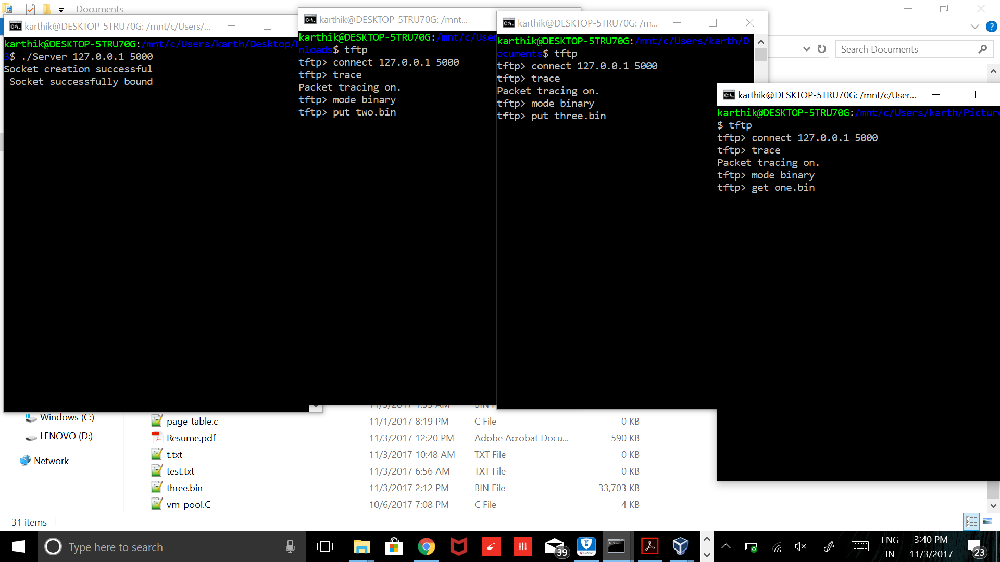 Documents
karthik@DESKTOP-5TRU70G: /mnt/c/Users/...
karthik@DESKTOP-5TRU70G:/mnt/c/Users/karth/Desktop/
3$ ./Server 127.0.0.1 5000
Socket creation successful
Socket successfully bound
karthik@DESKTOP-5TRU70G: /mnt...
karthik@DESKTOP-5TRU70G:/mnt/c/User
nloads$ tftp
tftp> connect 127.0.0.1 5000
tftp> trace
Packet tracing on.
tftp> mode binary
tftp> put two.bin
karthik@DESKTOP-5TRU70G: /m...
karthik@DESKTOP-5TRU70G:/mnt/c/Users/karth/D
ocuments$ tftp
tftp> connect 127.0.0.1 5000
tftp> trace
Packet tracing on.
tftp> mode binary
tftp> put three.bin
Search Documents
karthik@DESKTOP-5TRU70G: /mnt/c/User...
karthik@DESKTOP-5TRU70G:/mnt/c/Users/karth/Picture
$ tftp
tftp> connect 127.0.0.1 5000
tftp> trace
Packet tracing on.
tftp> mode binary
tftp> get one.bin
Windows (C:)
LENOVO (D:)
Network
page_table.c 11/1/2017 8:19 PM C File 0 KB
Resume.pdf 11/3/2017 12:20 PM Adobe Acrobat Docu... 590 KB
t.txt 11/3/2017 10:48 AM TXT File 0 KB
test.txt 11/3/2017 6:56 AM TXT File 0 KB
three.bin 11/3/2017 2:12 PM BIN File 33,703 KB
vm_pool.C 10/6/2017 7:08 PM C File 4 KB
31 items
Type here to search
39
ENG
IN
3:40 PM
11/3/2017
23